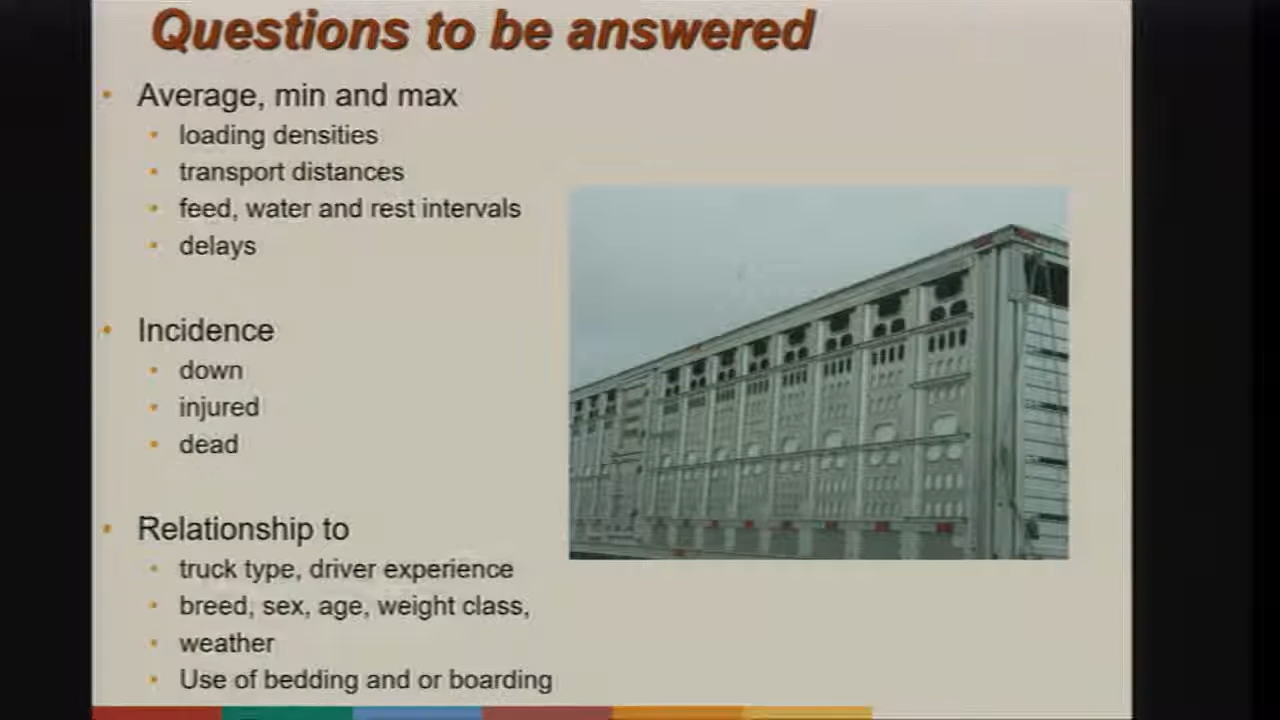 Questions to be answered
Average, min and max
loading densities
transport distances
feed, water and rest intervals
delays
Incidence
down
injured
dead
Relationship to
truck type, driver experience
breed, sex, age, weight class,
weather
Use of bedding and or boarding